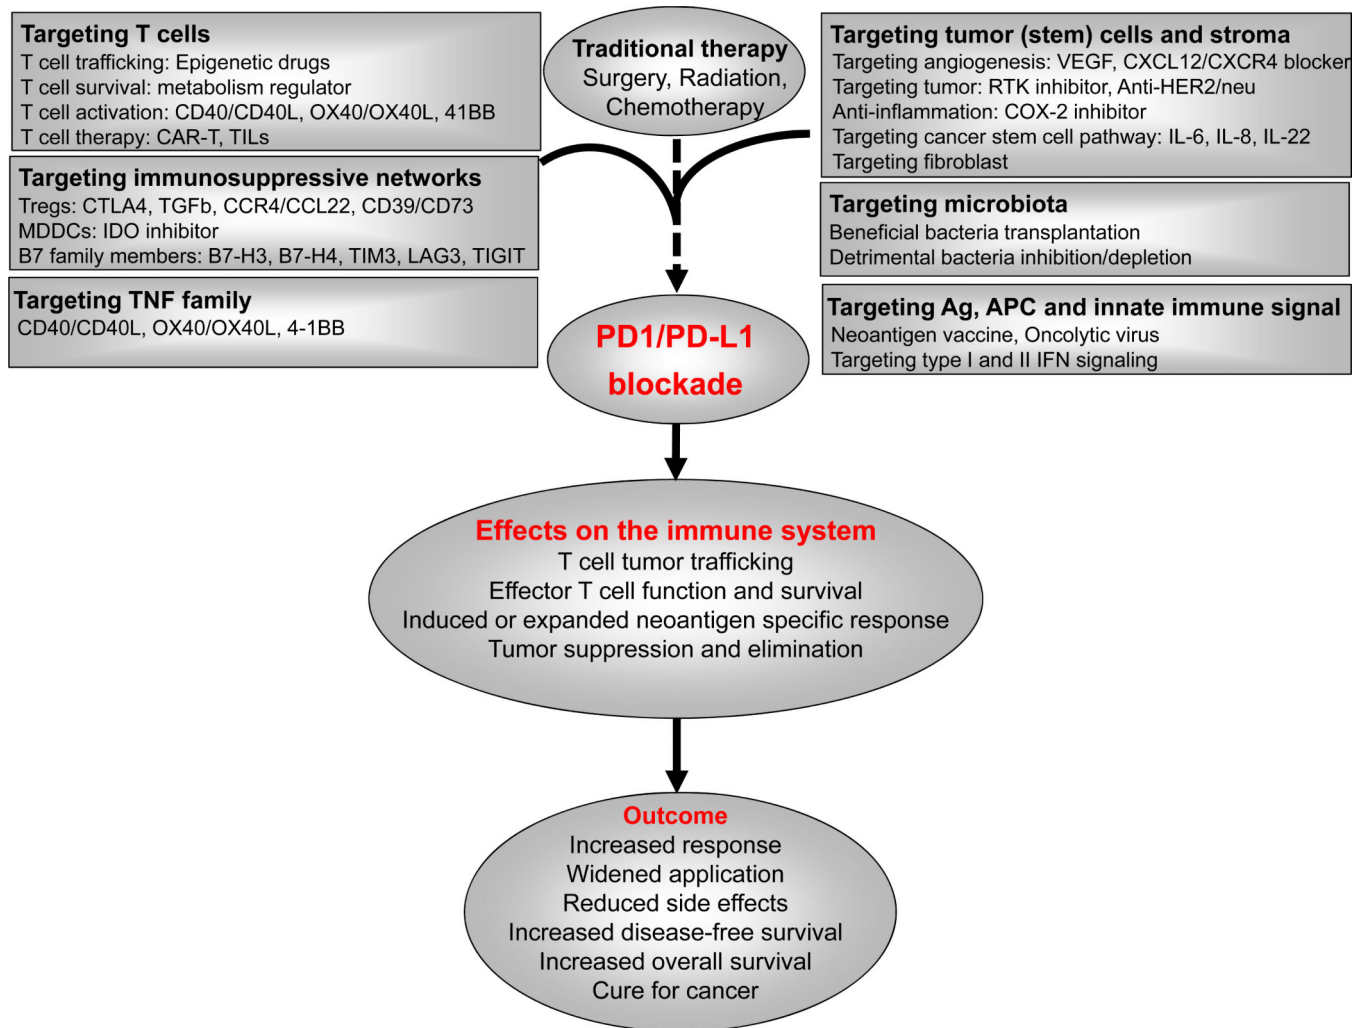 Targeting T cells
T cell trafficking: Epigenetic drugs
T cell survival: metabolism regulator
T cell activation: CD40/CD40L, OX40/OX40L, 41BB
T cell therapy: CAR-T, TILs
Targeting immunosuppressive networks
Tregs: CTLA4, TGFb, CCR4/CCL22, CD39/CD73
MDDCs: IDO inhibitor
B7 family members: B7-H3, B7-H4, TIM3, LAG3, TIGIT
Targeting TNF family
CD40/CD40L, OX40/OX40L, 4-1BB
Traditional therapy
Surgery, Radiation,
Chemotherapy
Targeting tumor (stem) cells and stroma
Targeting angiogenesis: VEGF, CXCL12/CXCR4 blocker
Targeting tumor: RTK inhibitor, Anti-HER2/neu
Anti-inflammation: COX-2 inhibitor
Targeting cancer stem cell pathway: IL-6, IL-8, IL-22
Targeting fibroblast
Targeting microbiota
Beneficial bacteria transplantation
Detrimental bacteria inhibition/depletion
Targeting Ag, APC and innate immune signal
Neoantigen vaccine, Oncolytic virus
Targeting type I and II IFN signaling
PD1/PD-L1
blockade
Effects on the immune system
T cell tumor trafficking
Effector T cell function and survival
Induced or expanded neoantigen specific response
Tumor suppression and elimination
Outcome
Increased response
Widened application
Reduced side effects
Increased disease-free survival
Increased overall survival
Cure for cancer